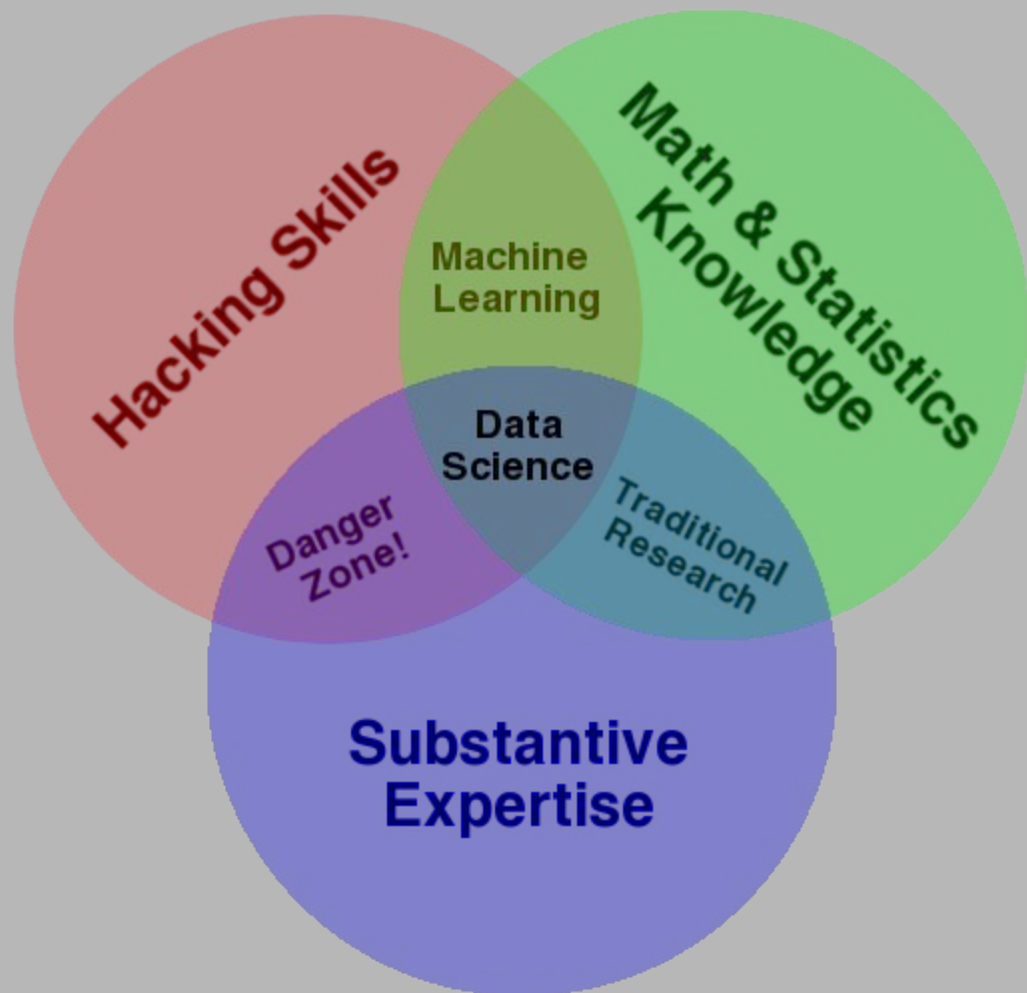 Hacking Skills
Math & Statistics
Knowledge
Machine
Learning
Data
Science
Danger
Zone!
Traditional
Research
Substantive
Expertise